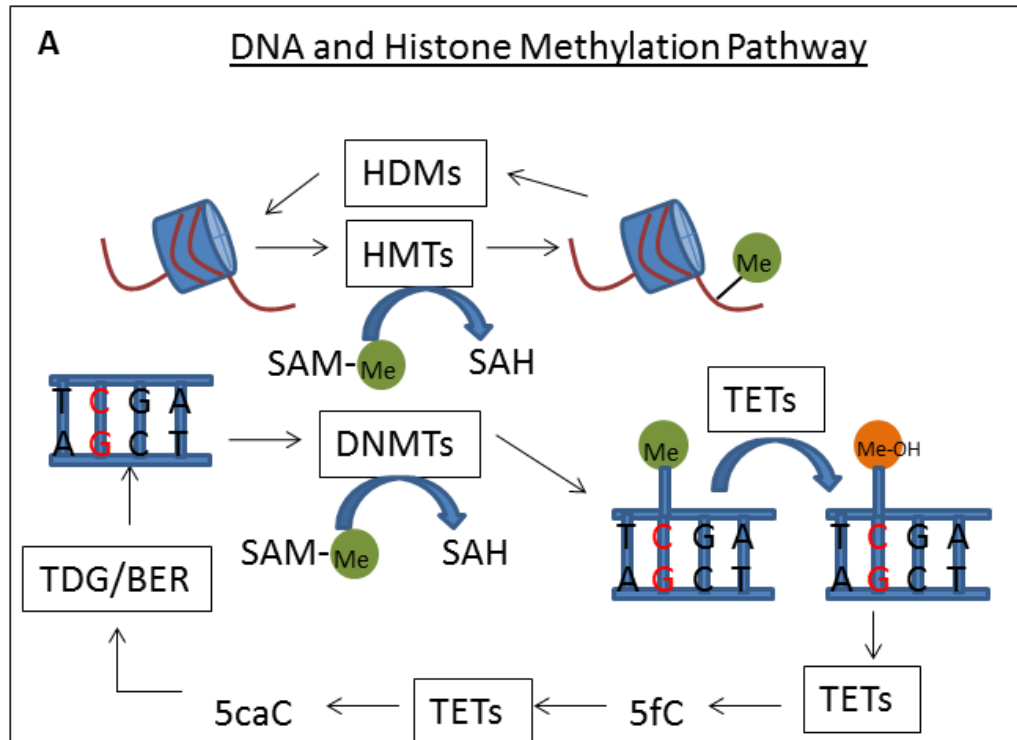 A
DNA and Histone Methylation Pathway
HDMs
HMTs
Me
SAM-Me
SAH
T C G A
A G C T
DNMTs
TETs
Me
Me-OH
SAM-Me
SAH
T C G A
A G C T
T C G A
A G C T
TDG/BER
5caC
TETs
5fC
TETs